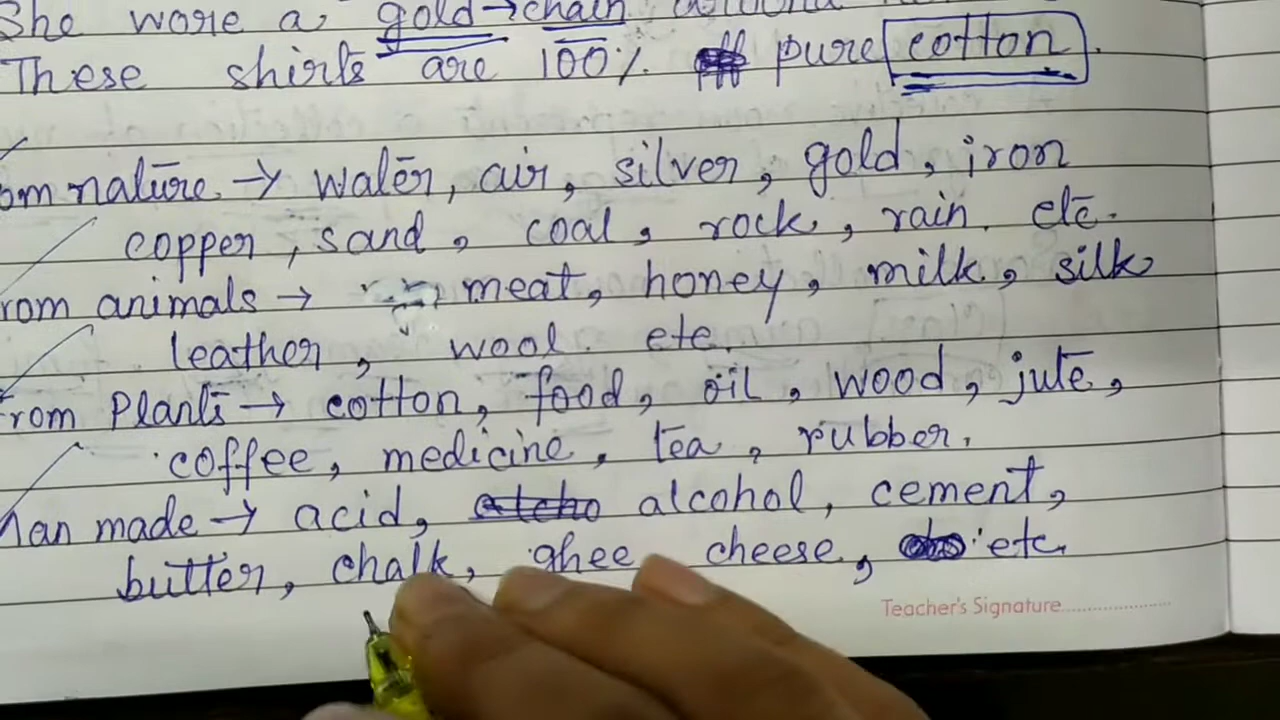 She wore a gold→chain around
These shirts are 100% pure cotton.
om nature → water, air, silver, gold, iron
copper, sand, coal, rock, rain. etc.
rom animals → meat, honey, milk, silk
leather, wool. etc.
from Plants → cotton, food, oil, wood, jute,
coffee, medicine, tea, rubber.
Man made → acid, alcohol, cement,
butter, chalk, ghee cheese, etc.
Teacher's Signature......................